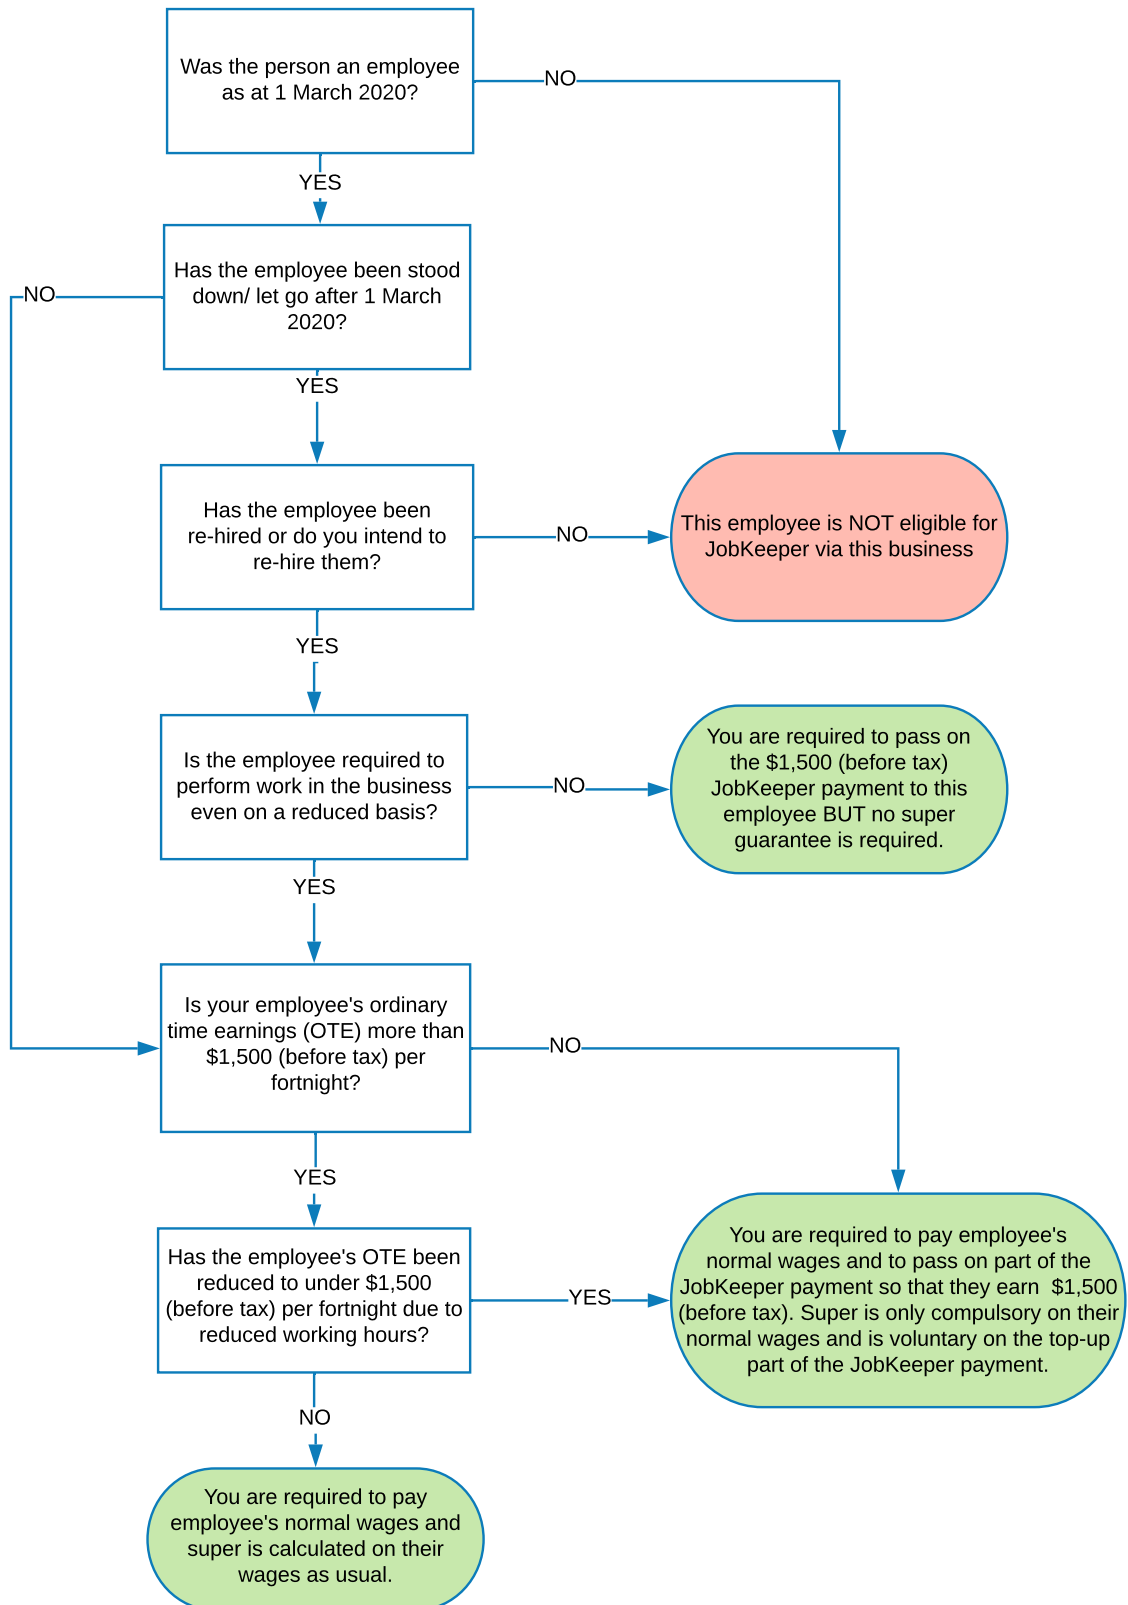 Was the person an employee
as at 1 March 2020?
NO
YES
Has the employee been stood
down/ let go after 1 March
2020?
NO
YES
Has the employee been
re-hired or do you intend to
re-hire them?
NO
This employee is NOT eligible for
JobKeeper via this business
YES
Is the employee required to
perform work in the business
even on a reduced basis?
NO
You are required to pass on
the $1,500 (before tax)
JobKeeper payment to this
employee BUT no super
guarantee is required.
YES
Is your employee's ordinary
time earnings (OTE) more than
$1,500 (before tax) per
fortnight?
NO
YES
Has the employee's OTE been
reduced to under $1,500
(before tax) per fortnight due to
reduced working hours?
YES
You are required to pay employee's
normal wages and to pass on part of the
JobKeeper payment so that they earn  $1,500
(before tax). Super is only compulsory on their
normal wages and is voluntary on the top-up
part of the JobKeeper payment.
NO
You are required to pay
employee's normal wages and
super is calculated on their
wages as usual.